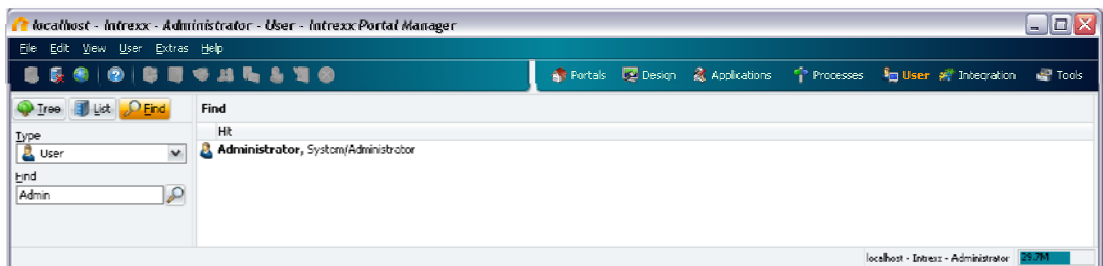 localhost - Intrexx - Administrator - User - Intrexx Portal Manager
File Edit View User Extras Help
Portals Design Applications Processes User Integration Tools
Tree List Find
Find
Type
Hit
User
Administrator, System/Administrator
Find
Admin
localhost - Intrexx - Administrator 29.7M